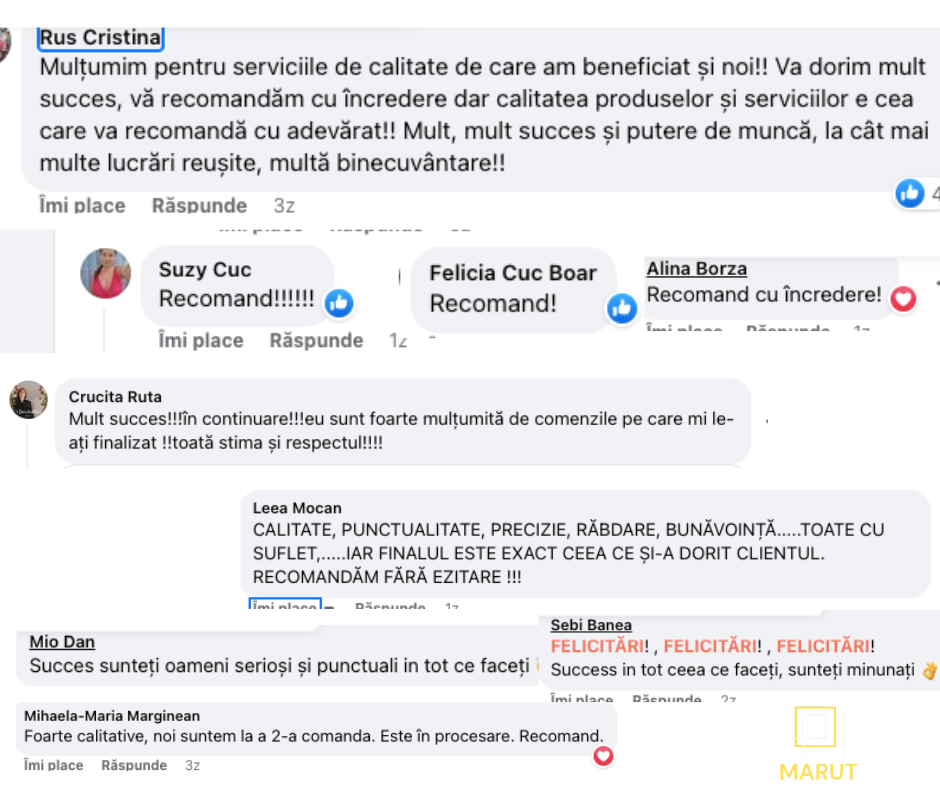 Rus Cristina
Mulțumim pentru serviciile de calitate de care am beneficiat și noi!! Va dorim mult
succes, vă recomandăm cu încredere dar calitatea produselor și serviciilor e cea
care va recomandă cu adevărat!! Mult, mult succes și putere de muncă, la cât mai
multe lucrări reușite, multă binecuvântare!!
4
Îmi place Răspunde 3z
Suzy Cuc
Recomand!!!!!!
Îmi place Răspunde 1z
Felicia Cuc Boar
Recomand!
Alina Borza
Recomand cu încredere!
Îmi place Răspunde 1z
Crucita Ruta
Mult succes!!!în continuare!!!eu sunt foarte mulțumită de comenzile pe care mi le-
ați finalizat !!toată stima și respectul!!!!
Leea Mocan
CALITATE, PUNCTUALITATE, PRECIZIE, RĂBDARE, BUNĂVOINȚĂ.....TOATE CU
SUFLET,.....IAR FINALUL ESTE EXACT CEEA CE ȘI-A DORIT CLIENTUL.
RECOMANDĂM FĂRĂ EZITARE !!!
Îmi place Răspunde 1z
Mio Dan
Succes sunteți oameni serioși și punctuali in tot ce faceți
Sebi Banea
FELICITĂRI! , FELICITĂRI! , FELICITĂRI!
Success in tot ceea ce faceți, sunteți minunați 👌
Îmi place Răspunde 2z
Mihaela-Maria Marginean
Foarte calitative, noi suntem la a 2-a comanda. Este în procesare. Recomand.
Îmi place Răspunde 3z
MARUT